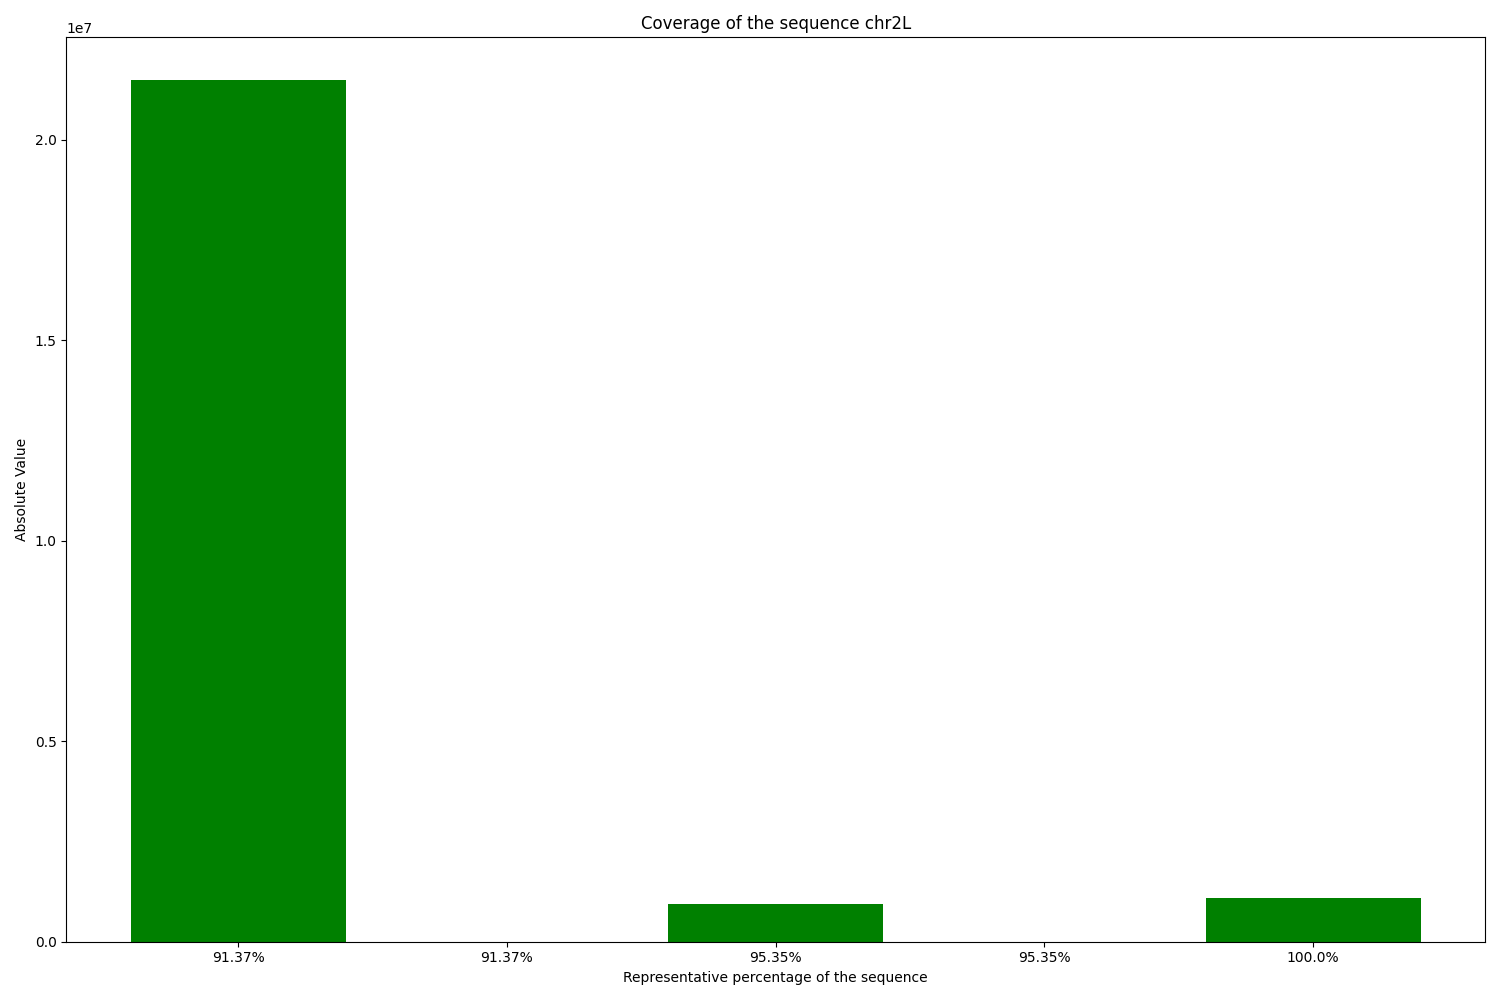 Coverage of the sequence chr2L
1e7
2.0
1.5
1.0
0.5
0.0
Absolute Value
91.37% 91.37% 95.35% 95.35% 100.0%
Representative percentage of the sequence